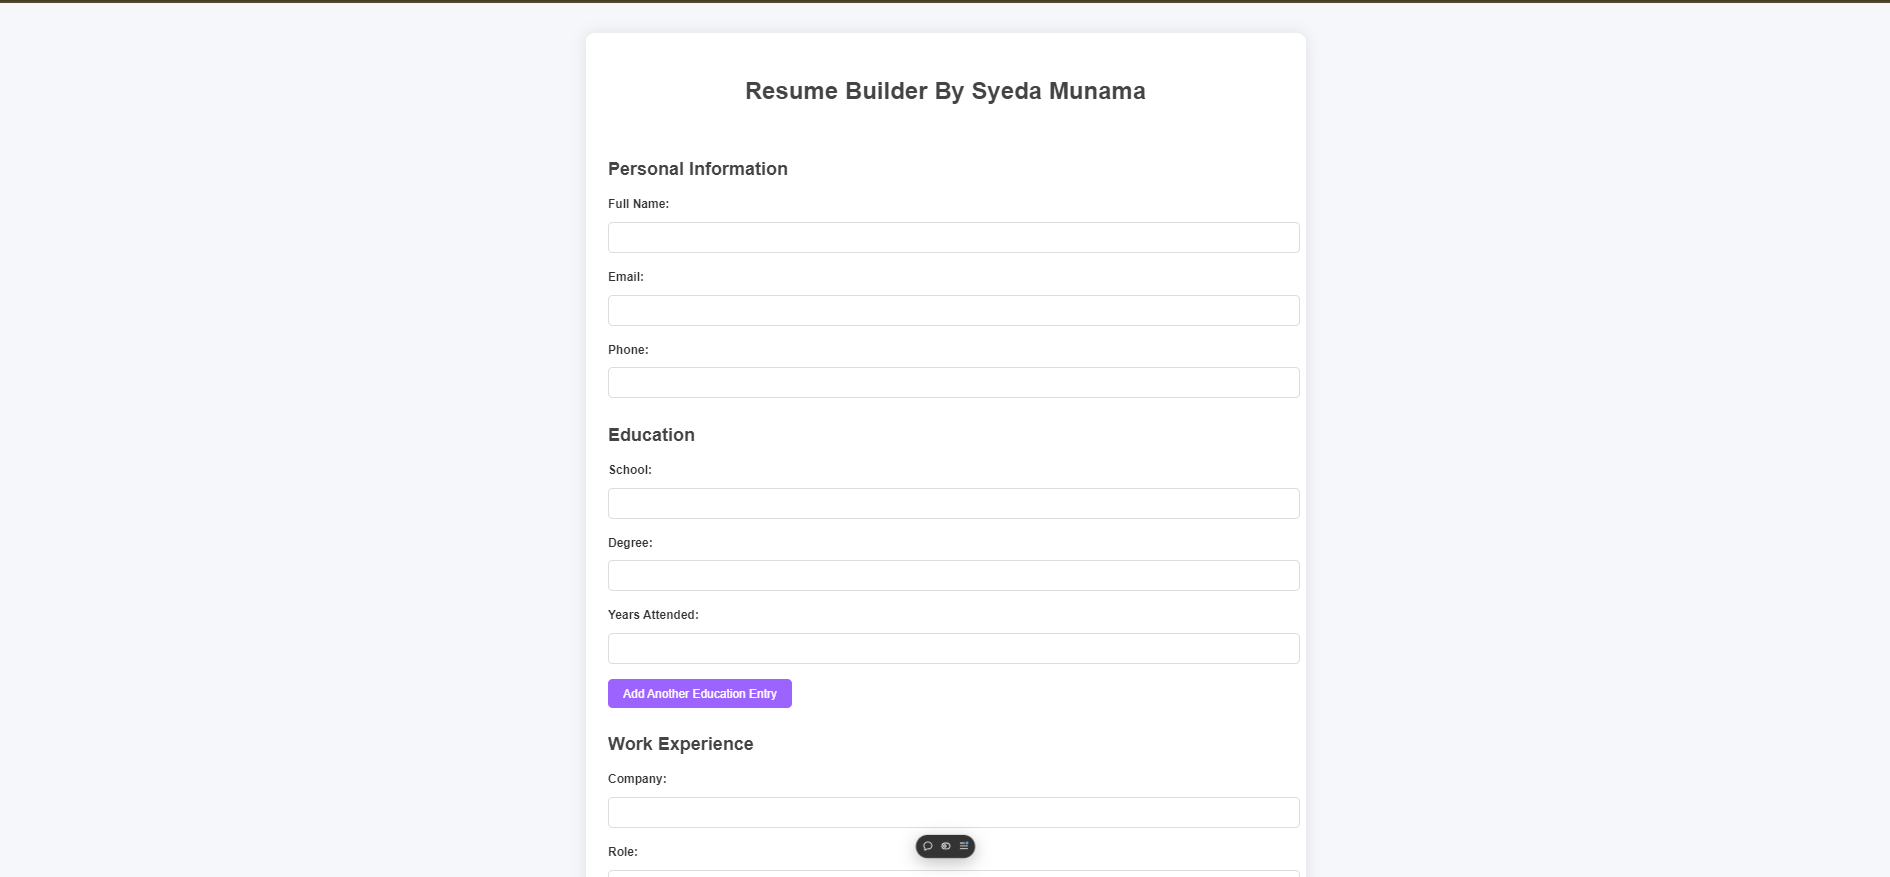 Resume Builder By Syeda Munama
Personal Information
Full Name:
Email:
Phone:
Education
School:
Degree:
Years Attended:
Add Another Education Entry
Work Experience
Company:
Role: